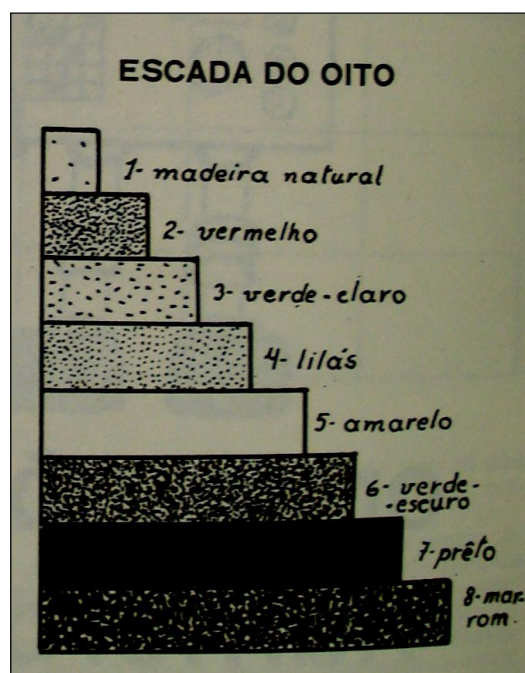 ESCADA DO OITO
1- madeira natural
2- vermelho
3- verde-claro
4- lilás
5- amarelo
6- verde-
-escuro
7- prêto
8- mar-
rom.